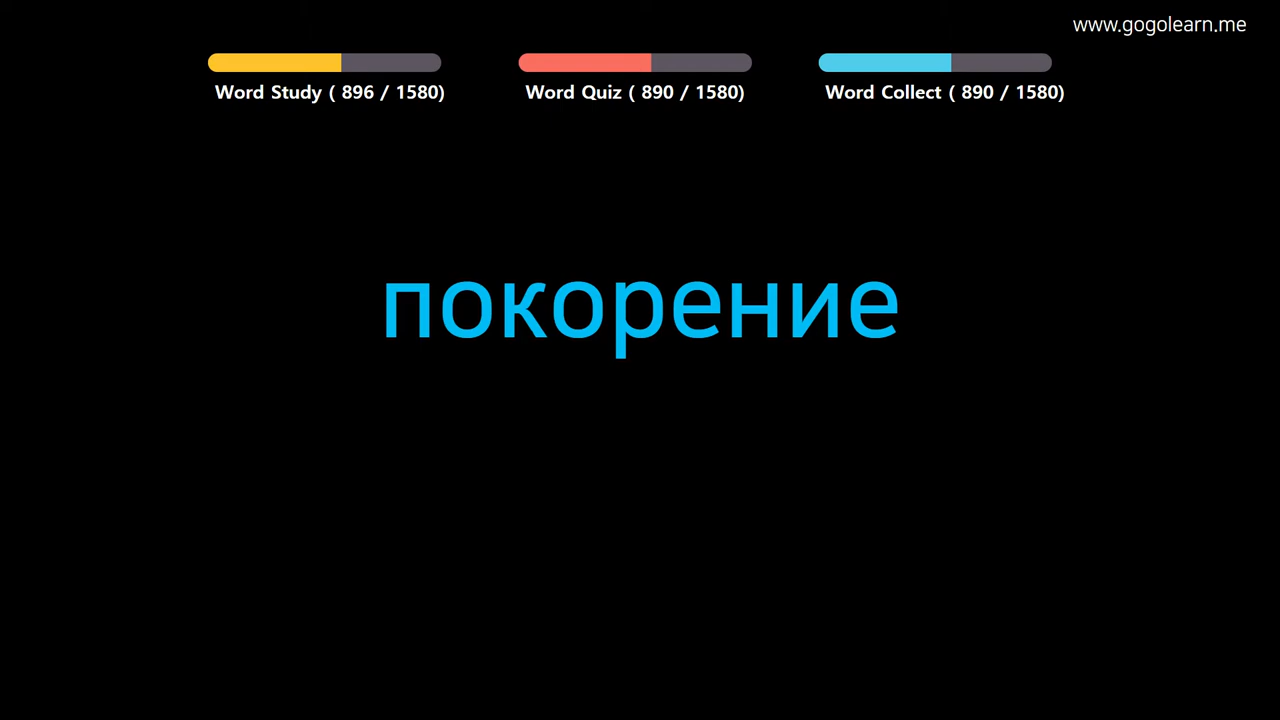 www.gogolearn.me
Word Study ( 896 / 1580)
Word Quiz ( 890 / 1580)
Word Collect ( 890 / 1580)
покорение